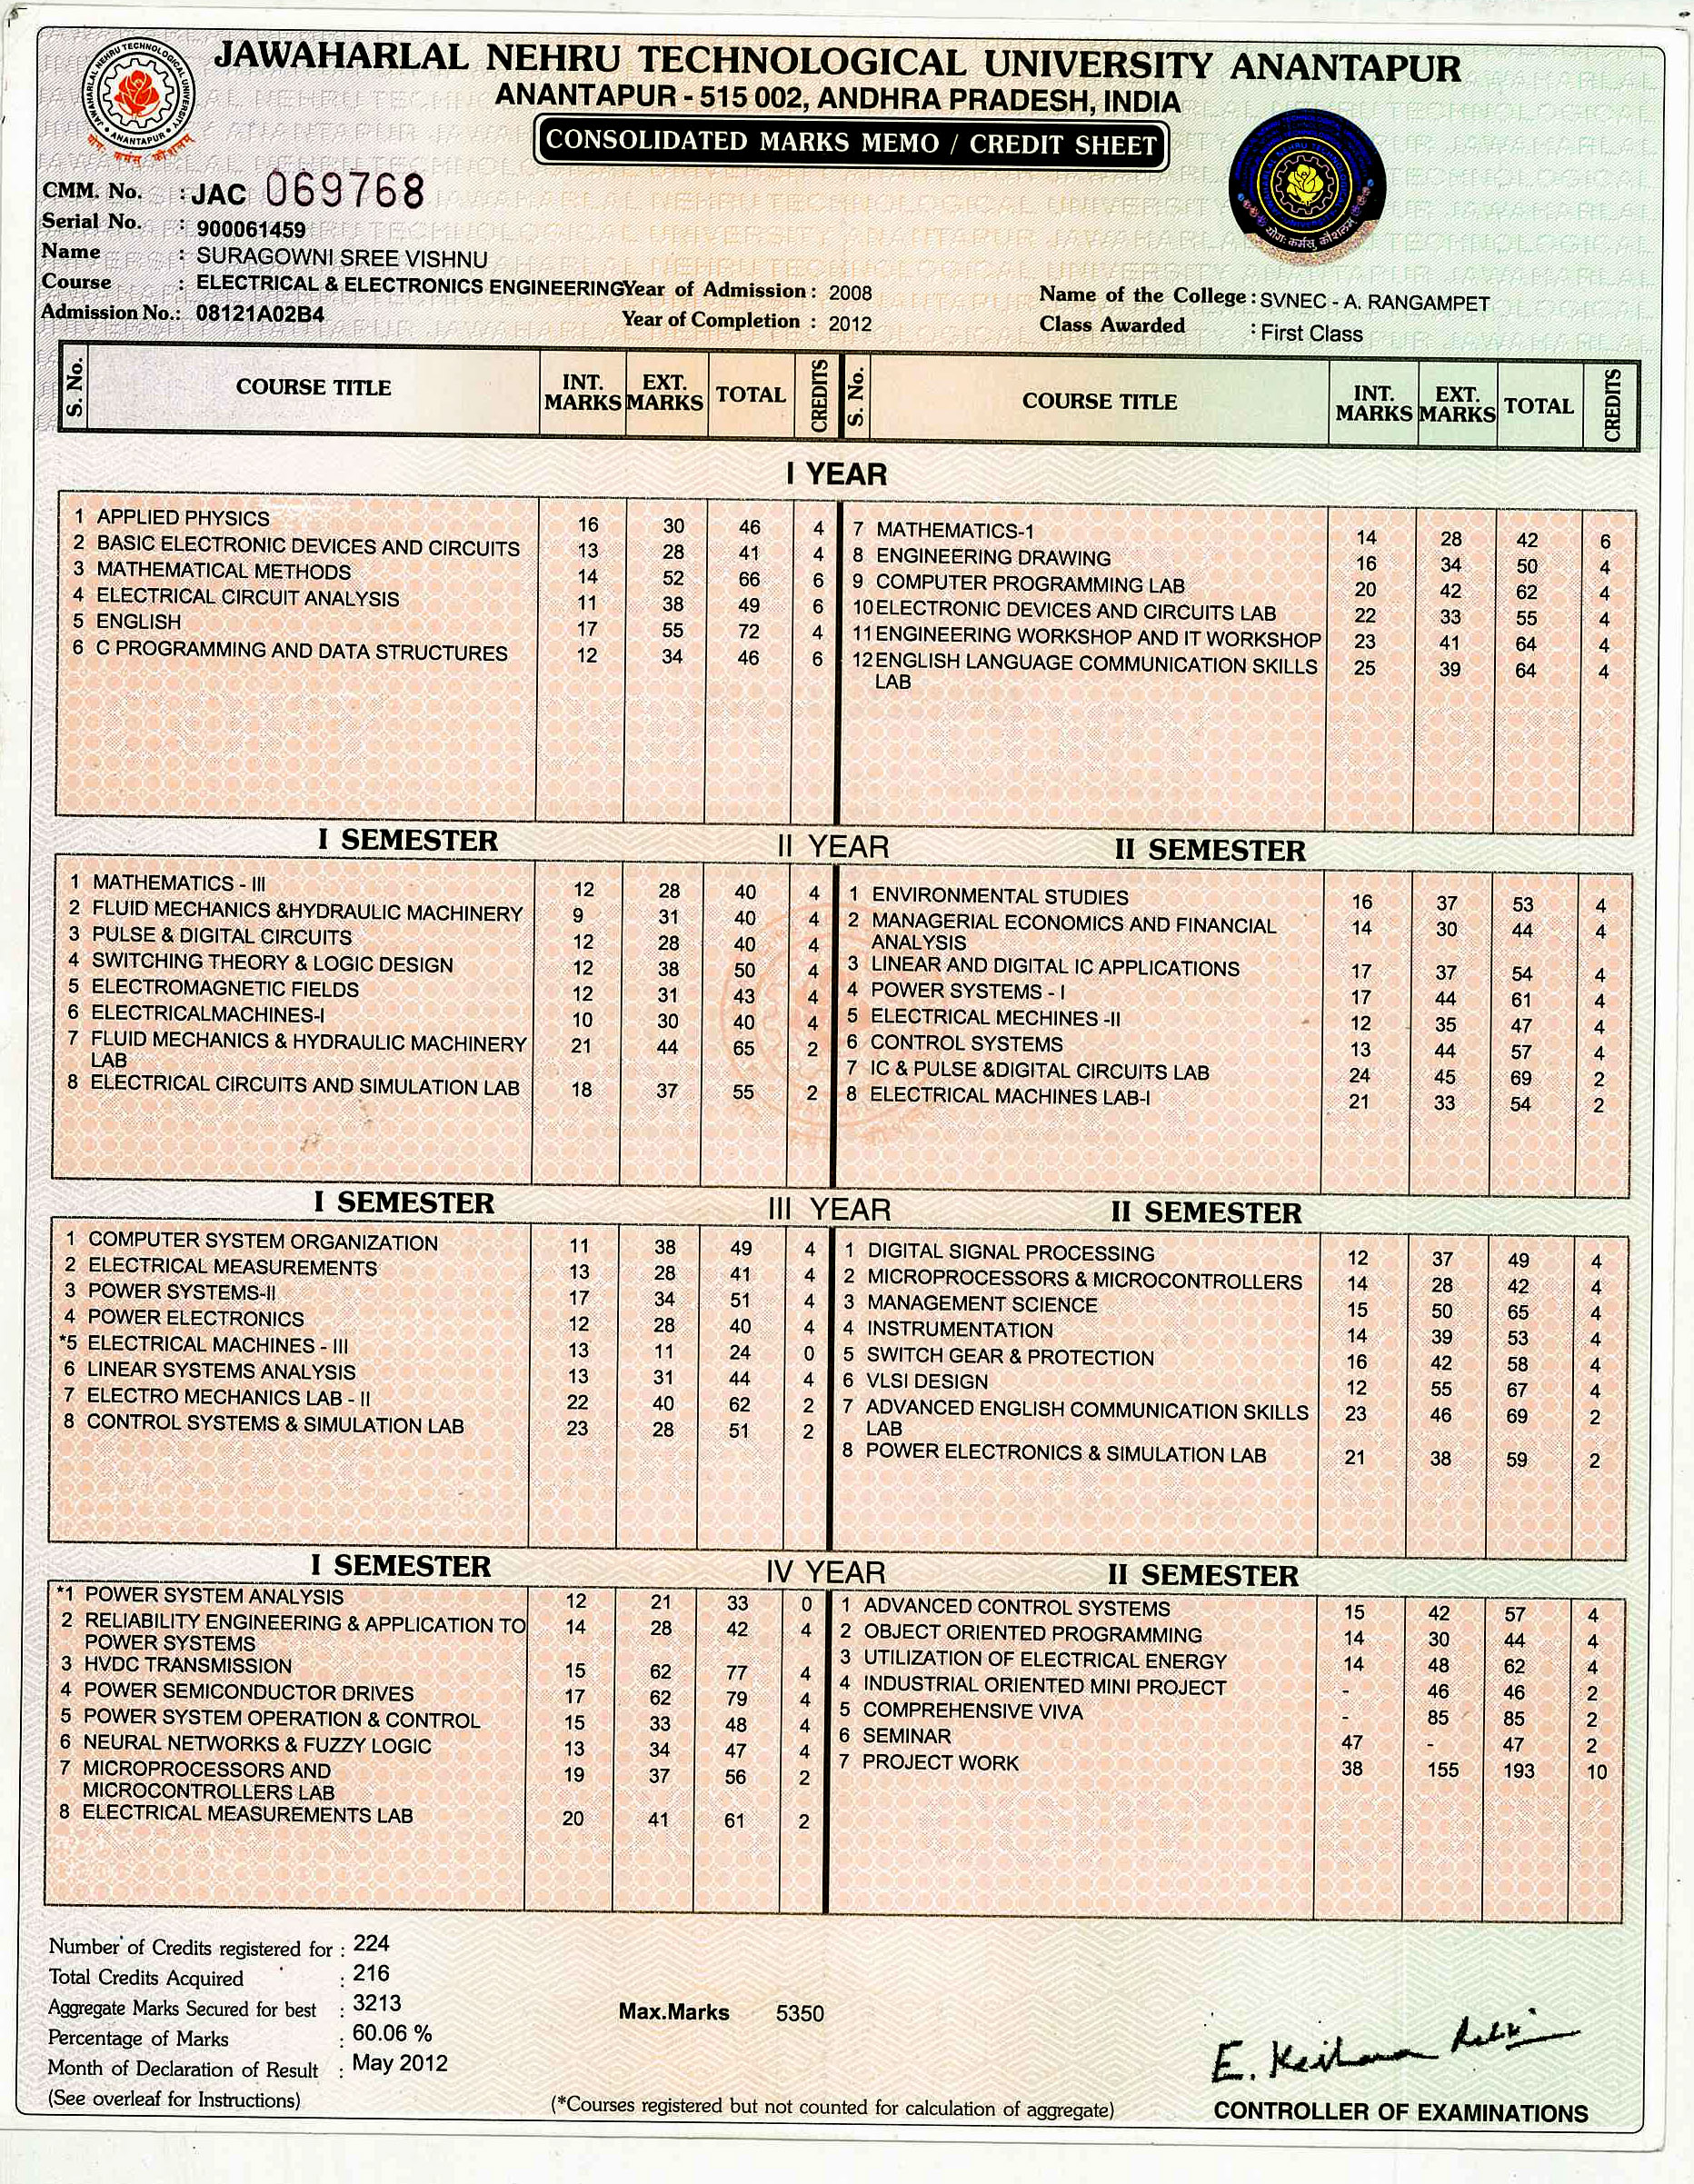 JAWAHARLAL NEHRU TECHNOLOGICAL UNIVERSITY ANANTAPUR
ANANTAPUR - 515 002, ANDHRA PRADESH, INDIA
CONSOLIDATED MARKS MEMO / CREDIT SHEET
JAWAHARLAL NEHRU TECHNOLOGICAL UNIVERSITY
ANANTAPUR
योगः कर्मसु कौशलम्
CMM. No. : JAC 069768
Serial No. : 900061459
Name : SURAGOWNI SREE VISHNU
Course : ELECTRICAL & ELECTRONICS ENGINEERING Year of Admission : 2008 Name of the College : SVNEC - A. RANGAMPET
Admission No.: 08121A02B4 Year of Completion : 2012 Class Awarded : First Class
S. No. COURSE TITLE INT. MARKS EXT. MARKS TOTAL CREDITS S. No. COURSE TITLE INT. MARKS EXT. MARKS TOTAL CREDITS
I YEAR
1 APPLIED PHYSICS 16 30 46 4 7 MATHEMATICS-1 14 28 42 6
2 BASIC ELECTRONIC DEVICES AND CIRCUITS 13 28 41 4 8 ENGINEERING DRAWING 16 34 50 4
3 MATHEMATICAL METHODS 14 52 66 6 9 COMPUTER PROGRAMMING LAB 20 42 62 4
4 ELECTRICAL CIRCUIT ANALYSIS 11 38 49 6 10 ELECTRONIC DEVICES AND CIRCUITS LAB 22 33 55 4
5 ENGLISH 17 55 72 4 11 ENGINEERING WORKSHOP AND IT WORKSHOP 23 41 64 4
6 C PROGRAMMING AND DATA STRUCTURES 12 34 46 6 12 ENGLISH LANGUAGE COMMUNICATION SKILLS 25 39 64 4
LAB
I SEMESTER II YEAR II SEMESTER
1 MATHEMATICS - III 12 28 40 4
2 FLUID MECHANICS &HYDRAULIC MACHINERY 9 31 40 4
3 PULSE & DIGITAL CIRCUITS 12 28 40 4
4 SWITCHING THEORY & LOGIC DESIGN 12 38 50 4
5 ELECTROMAGNETIC FIELDS 12 31 43 4
6 ELECTRICALMACHINES-I 10 30 40 4
7 FLUID MECHANICS & HYDRAULIC MACHINERY 21 44 65 2
LAB
8 ELECTRICAL CIRCUITS AND SIMULATION LAB 18 37 55 2
1 ENVIRONMENTAL STUDIES 16 37 53 4
2 MANAGERIAL ECONOMICS AND FINANCIAL 14 30 44 4
ANALYSIS
3 LINEAR AND DIGITAL IC APPLICATIONS 17 37 54 4
4 POWER SYSTEMS - I 17 44 61 4
5 ELECTRICAL MECHINES -II 12 35 47 4
6 CONTROL SYSTEMS 13 44 57 4
7 IC & PULSE &DIGITAL CIRCUITS LAB 24 45 69 2
8 ELECTRICAL MACHINES LAB-I 21 33 54 2
I SEMESTER III YEAR II SEMESTER
1 COMPUTER SYSTEM ORGANIZATION 11 38 49 4
2 ELECTRICAL MEASUREMENTS 13 28 41 4
3 POWER SYSTEMS-II 17 34 51 4
4 POWER ELECTRONICS 12 28 40 4
*5 ELECTRICAL MACHINES - III 13 11 24 0
6 LINEAR SYSTEMS ANALYSIS 13 31 44 4
7 ELECTRO MECHANICS LAB - II 22 40 62 2
8 CONTROL SYSTEMS & SIMULATION LAB 23 28 51 2
1 DIGITAL SIGNAL PROCESSING 12 37 49 4
2 MICROPROCESSORS & MICROCONTROLLERS 14 28 42 4
3 MANAGEMENT SCIENCE 15 50 65 4
4 INSTRUMENTATION 14 39 53 4
5 SWITCH GEAR & PROTECTION 16 42 58 4
6 VLSI DESIGN 12 55 67 4
7 ADVANCED ENGLISH COMMUNICATION SKILLS 23 46 69 2
LAB
8 POWER ELECTRONICS & SIMULATION LAB 21 38 59 2
I SEMESTER IV YEAR II SEMESTER
*1 POWER SYSTEM ANALYSIS 12 21 33 0
2 RELIABILITY ENGINEERING & APPLICATION TO 14 28 42 4
POWER SYSTEMS
3 HVDC TRANSMISSION 15 62 77 4
4 POWER SEMICONDUCTOR DRIVES 17 62 79 4
5 POWER SYSTEM OPERATION & CONTROL 15 33 48 4
6 NEURAL NETWORKS & FUZZY LOGIC 13 34 47 4
7 MICROPROCESSORS AND 19 37 56 2
MICROCONTROLLERS LAB
8 ELECTRICAL MEASUREMENTS LAB 20 41 61 2
1 ADVANCED CONTROL SYSTEMS 15 42 57 4
2 OBJECT ORIENTED PROGRAMMING 14 30 44 4
3 UTILIZATION OF ELECTRICAL ENERGY 14 48 62 4
4 INDUSTRIAL ORIENTED MINI PROJECT - 46 46 2
5 COMPREHENSIVE VIVA - 85 85 2
6 SEMINAR 47 - 47 2
7 PROJECT WORK 38 155 193 10
Number of Credits registered for : 224
Total Credits Acquired : 216
Aggregate Marks Secured for best : 3213 Max.Marks 5350
Percentage of Marks : 60.06 %
Month of Declaration of Result : May 2012
(See overleaf for Instructions) (*Courses registered but not counted for calculation of aggregate) CONTROLLER OF EXAMINATIONS